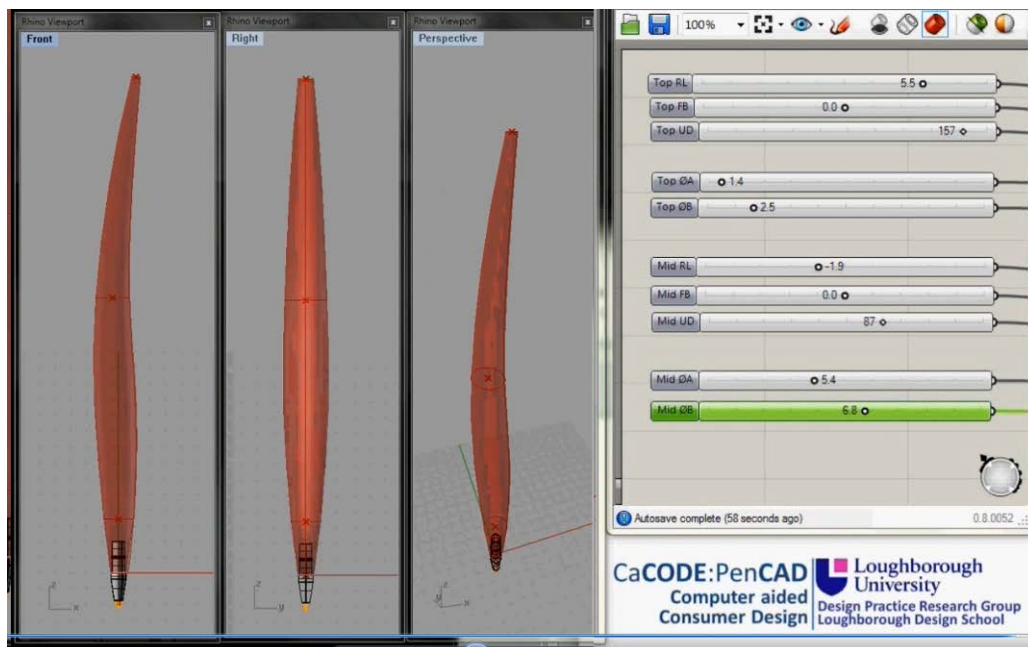 Rhino Viewport
Front
z
x
Rhino Viewport
Right
z
y
Rhino Viewport
Perspective
z
y
x
100%
Top RL 5.5
Top FB 0.0
Top UD 157
Top ØA 1.4
Top ØB 2.5
Mid RL -1.9
Mid FB 0.0
Mid UD 87
Mid ØA 5.4
Mid ØB 6.8
Autosave complete (58 seconds ago) 0.8.0052
CaCODE:PenCAD
Computer aided
Consumer Design
Loughborough
University
Design Practice Research Group
Loughborough Design School